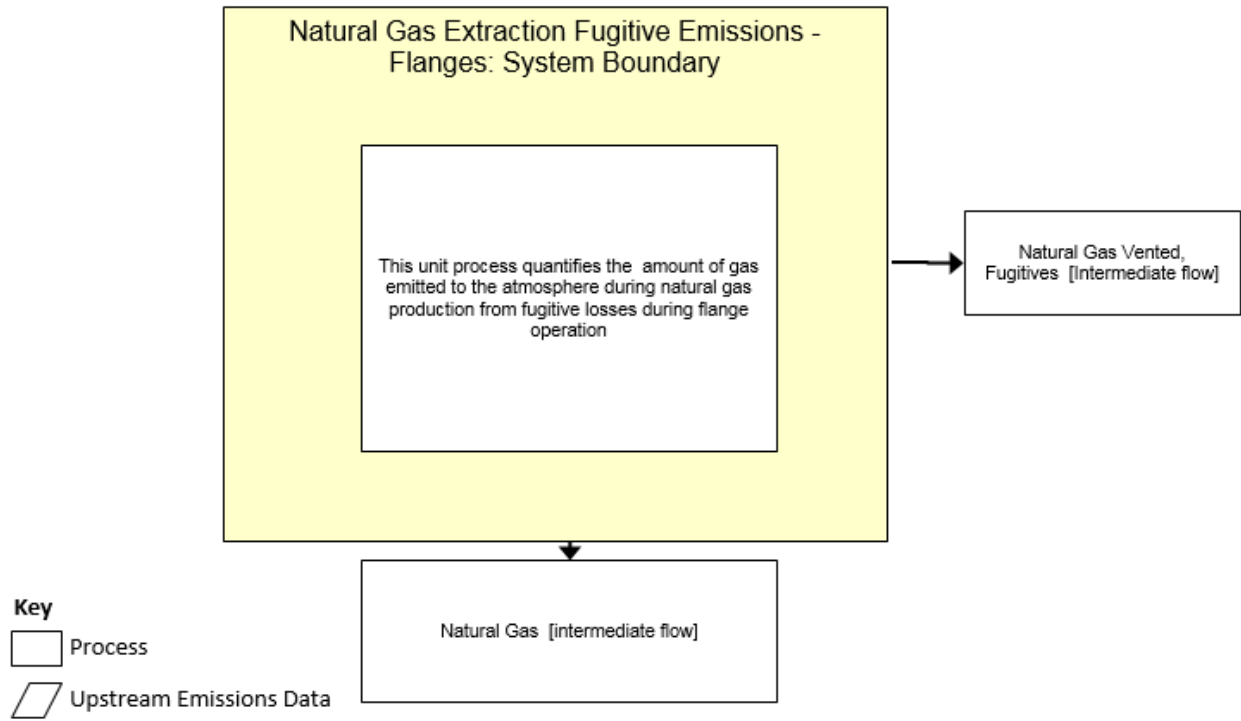 Natural Gas Extraction Fugitive Emissions -
Flanges: System Boundary
This unit process quantifies the  amount of gas
emitted to the atmosphere during natural gas
production from fugitive losses during flange
operation
Natural Gas Vented,
Fugitives  [Intermediate flow]
Natural Gas  [intermediate flow]
Key
Process
Upstream Emissions Data